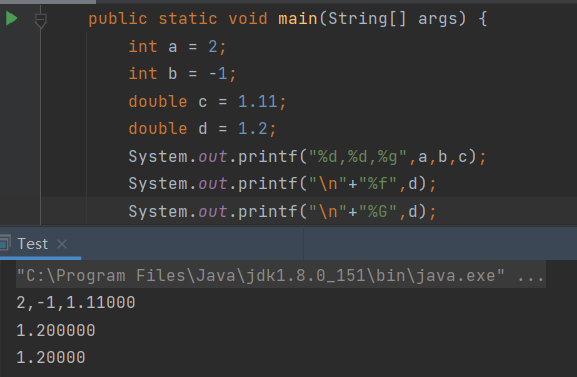 public static void main(String[] args) {
int a = 2;
int b = -1;
double c = 1.11;
double d = 1.2;
System.out.printf("%d,%d,%g",a,b,c);
System.out.printf("\n"+"%f",d);
System.out.printf("\n"+"%G",d);
Test
"C:\Program Files\Java\jdk1.8.0_151\bin\java.exe" ...
2,-1,1.11000
1.200000
1.20000